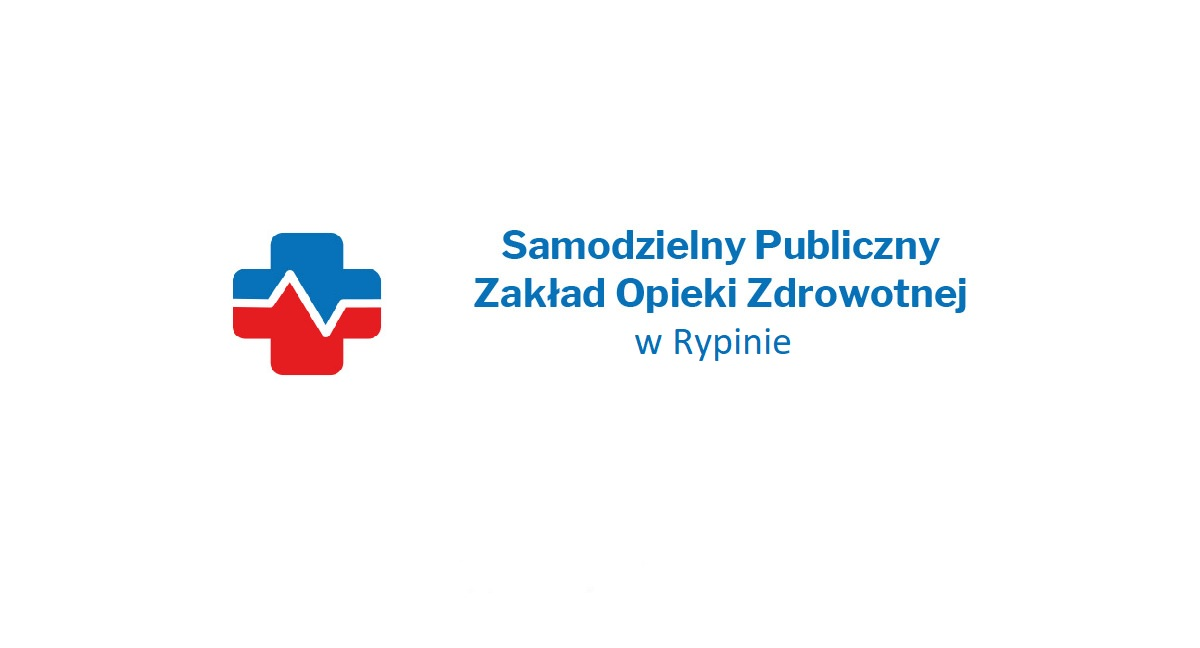 Samodzielny Publiczny
Zakład Opieki Zdrowotnej
w Rypinie